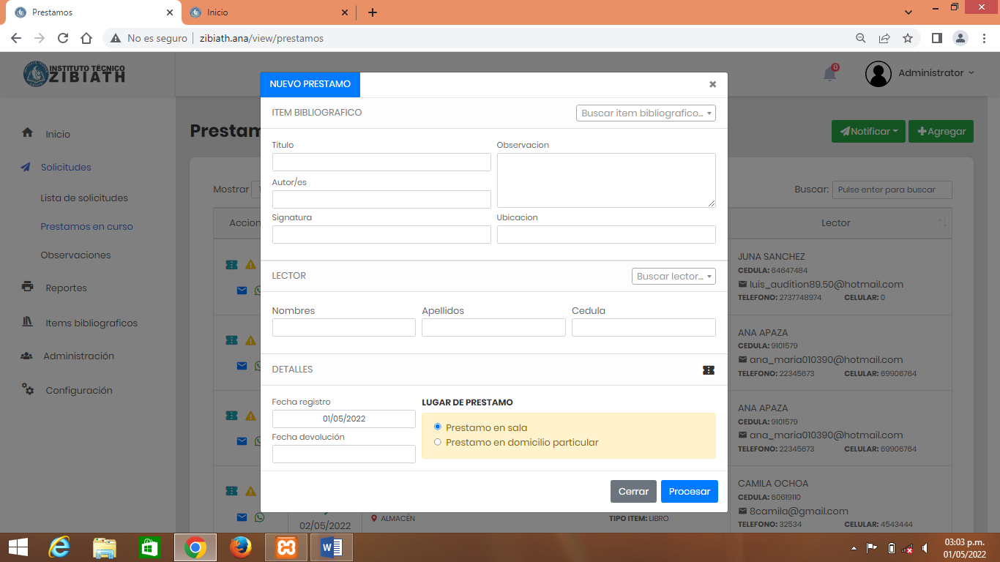 Prestamos
Inicio
No es seguro
zibiath.ana/view/prestamos
INSTITUTO TÉCNICO
ZIBIATH
0
Administrator
Inicio
Solicitudes
Lista de solicitudes
Prestamos en curso
Observaciones
Reportes
Items bibliograficos
Administración
Configuración
Notificar
Agregar
Mostrar
Buscar:
Pulse enter para buscar
Lector
NUEVO PRESTAMO
ITEM BIBLIOGRAFICO
Buscar item bibliografico...
Titulo
Observacion
Autor/es
Signatura
Ubicacion
LECTOR
Buscar lector...
Nombres
Apellidos
Cedula
DETALLES
Fecha registro
01/05/2022
Fecha devolución
LUGAR DE PRESTAMO
Prestamo en sala
Prestamo en domicilio particular
Cerrar
Procesar
JUNA SANCHEZ
CEDULA: 64647484
luis_audition89.50@hotmail.com
TELEFONO: 2737748974 CELULAR: 0
ANA APAZA
CEDULA: 9101579
ana_maria010390@hotmail.com
TELEFONO: 22345673 CELULAR: 69906764
ANA APAZA
CEDULA: 9101579
ana_maria010390@hotmail.com
TELEFONO: 22345673 CELULAR: 69906764
CAMILA OCHOA
CEDULA: 60619110
8camila@gmail.com
TELEFONO: 32534 CELULAR: 4543444
02/05/2022
ALMACÉN
TIPO ITEM: LIBRO
03:03 p.m.
01/05/2022